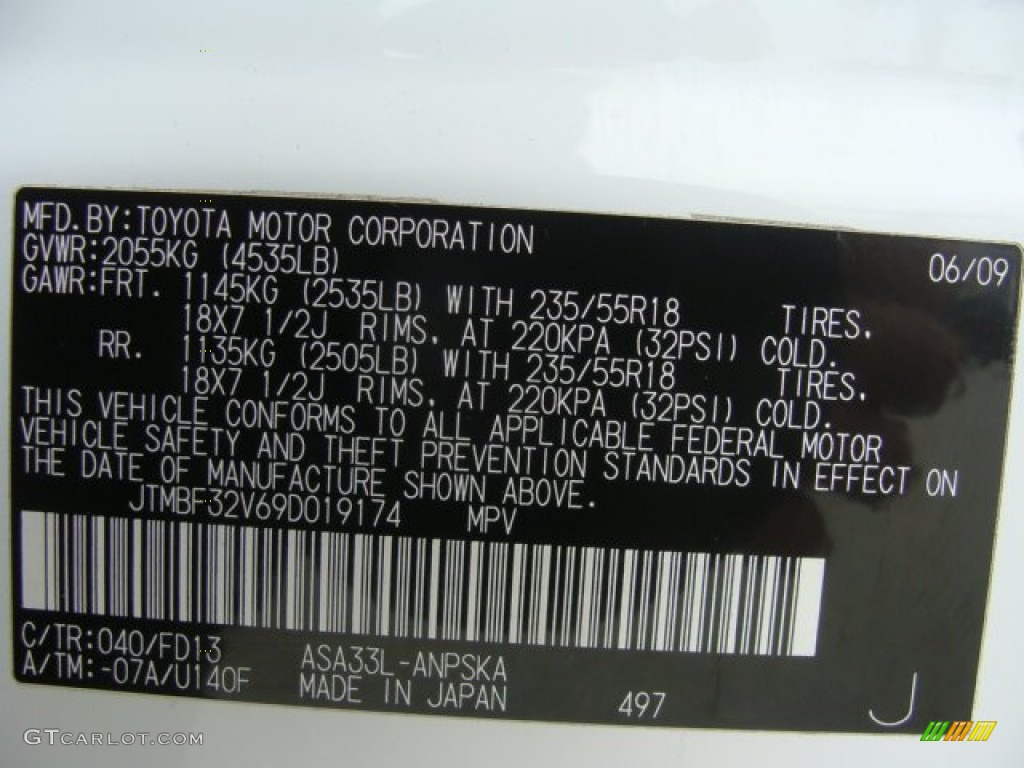 MFD.BY:TOYOTA MOTOR CORPORATION 06/09
GVWR:2055KG (4535LB)
GAWR:FRT. 1145KG (2535LB) WITH 235/55R18 TIRES.
18X7 1/2J RIMS. AT 220KPA (32PSI) COLD.
RR. 1135KG (2505LB) WITH 235/55R18 TIRES.
18X7 1/2J RIMS. AT 220KPA (32PSI) COLD.
THIS VEHICLE CONFORMS TO ALL APPLICABLE FEDERAL MOTOR
VEHICLE SAFETY AND THEFT PREVENTION STANDARDS IN EFFECT ON
THE DATE OF MANUFACTURE SHOWN ABOVE.
JTMBF32V69D019174 MPV
C/TR:040/FD13 ASA33L-ANPSKA
A/TM:-07A/U140F MADE IN JAPAN 497 J
GTCARLOT.COM